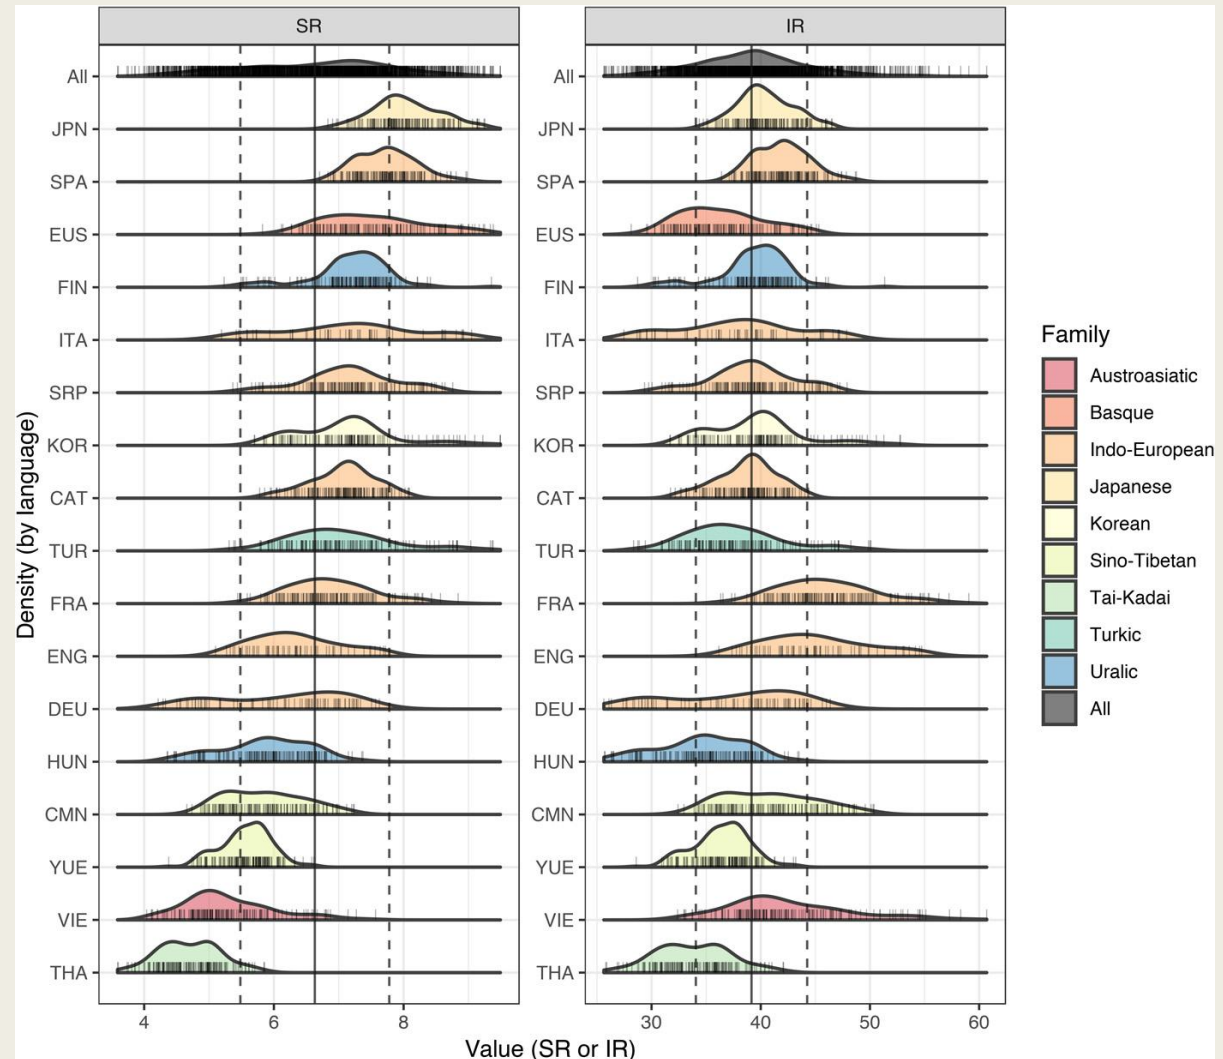 SR
IR
All
JPN
SPA
EUS
FIN
ITA
SRP
KOR
CAT
TUR
FRA
ENG
DEU
HUN
CMN
YUE
VIE
THA
All
JPN
SPA
EUS
FIN
ITA
SRP
KOR
CAT
TUR
FRA
ENG
DEU
HUN
CMN
YUE
VIE
THA
Density (by language)
4 6 8
30 40 50 60
Value (SR or IR)
Family
Austroasiatic
Basque
Indo-European
Japanese
Korean
Sino-Tibetan
Tai-Kadai
Turkic
Uralic
All